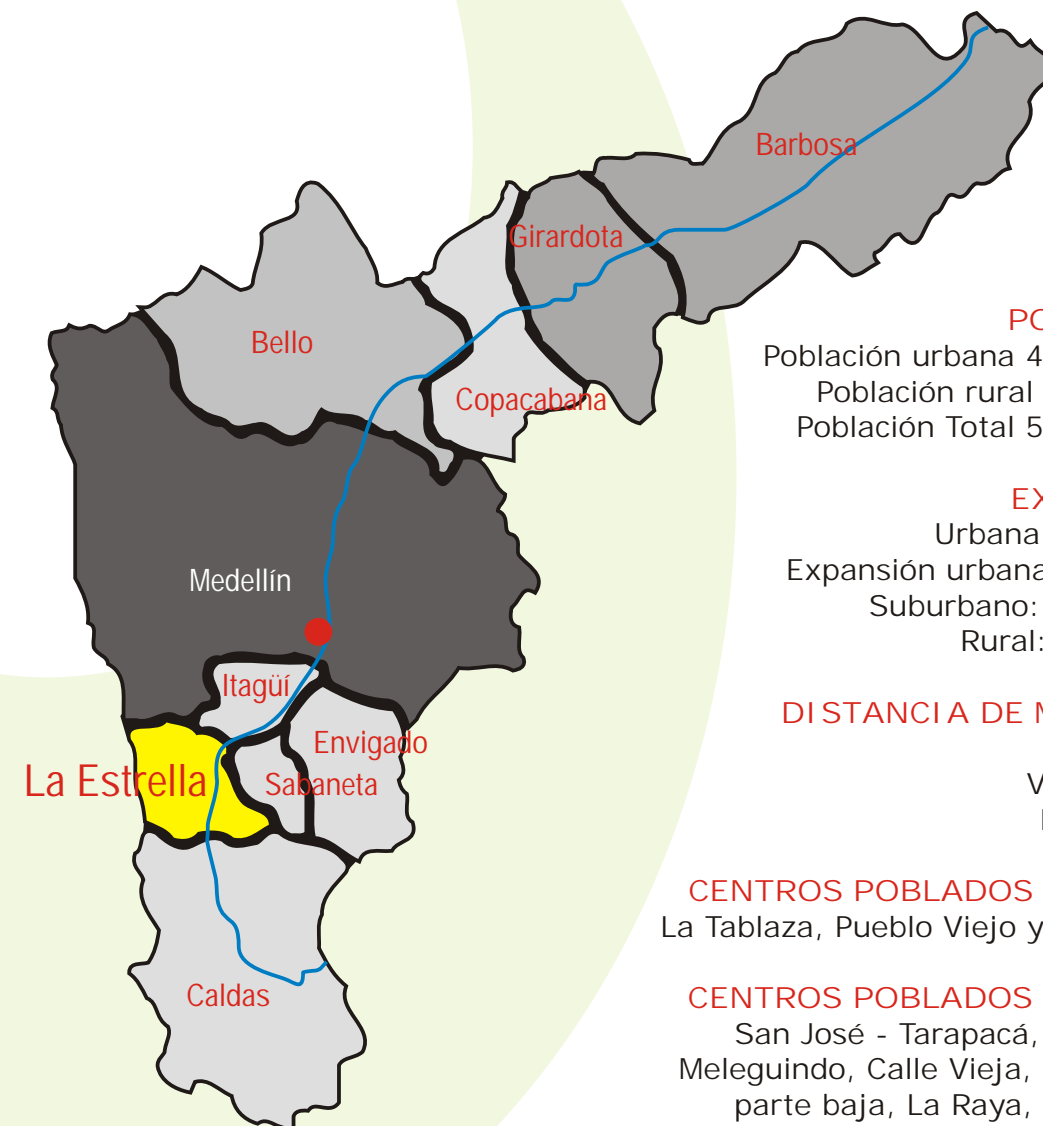 Barbosa
Girardota
Bello
Copacabana
Medellín
Itagüí
Envigado
La Estrella
Sabaneta
Caldas
Población urbana 4
Población rural
Población Total 5
Urbana
Expansión urbana
Suburbano:
Rural:
DISTANCIA DE
CENTROS POBLADOS
La Tablaza, Pueblo Viejo y
CENTROS POBLADOS
San José - Tarapacá,
Meleguindo, Calle Vieja,
parte baja, La Raya,